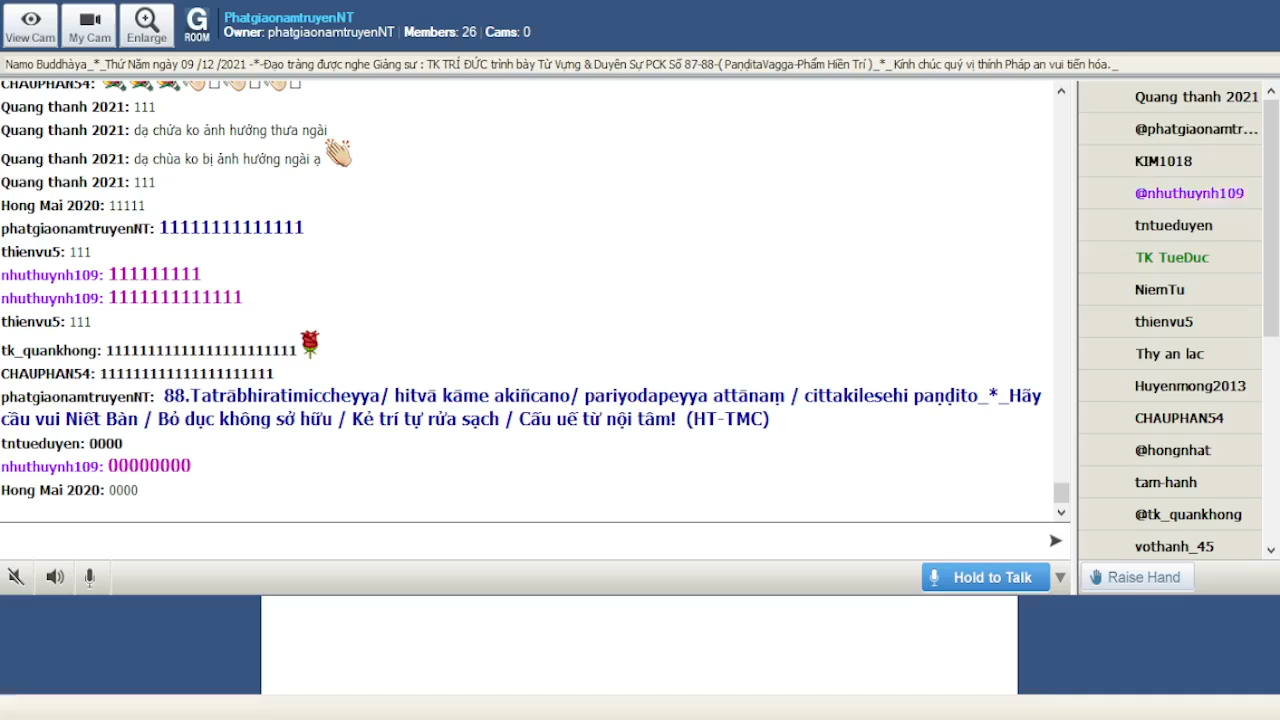 View Cam
My Cam
Enlarge
G
ROOM
PhatgiaonamtruyenNT
Owner: phatgiaonamtruyenNT | Members: 26 | Cams: 0
Namo Buddhàya_*_Thứ Năm ngày 09 /12 /2021 -*-Đạo tràng được nghe Giảng sư : TK TRÍ ĐỨC trình bày Từ Vựng & Duyên Sự PCK Số 87-88-( PaṇḍitaVagga-Phẩm Hiền Trí )_*_ Kính chúc quý vị thính Pháp an vui tiến hóa._
CHAUPHAN54:
Quang thanh 2021: 111
Quang thanh 2021: dạ chửa ko ảnh hưởng thưa ngài
Quang thanh 2021: dạ chùa ko bị ảnh hưởng ngài ạ
Quang thanh 2021: 111
Hong Mai 2020: 11111
phatgiaonamtruyenNT: 11111111111111
thienvu5: 111
nhuthuynh109: 111111111
nhuthuynh109: 1111111111111
thienvu5: 111
tk_quankhong: 11111111111111111111111
CHAUPHAN54: 111111111111111111111
phatgiaonamtruyenNT: 88.Tatrābhiratimiccheyya/ hitvā kāme akiñcano/ pariyodapeyya attānaṃ / cittakilesehi paṇḍito_*_Hãy
cầu vui Niết Bàn / Bỏ dục không sở hữu / Kẻ trí tự rửa sạch / Cấu uế từ nội tâm! (HT-TMC)
tntueduyen: 0000
nhuthuynh109: 00000000
Hong Mai 2020: 0000
Quang thanh 2021
@phatgiaonamtr...
KIM1018
@nhuthuynh109
tntueduyen
TK TueDuc
NiemTu
thienvu5
Thy an lac
Huyenmong2013
CHAUPHAN54
@hongnhat
tam-hanh
@tk_quankhong
vothanh_45
Hold to Talk
Raise Hand